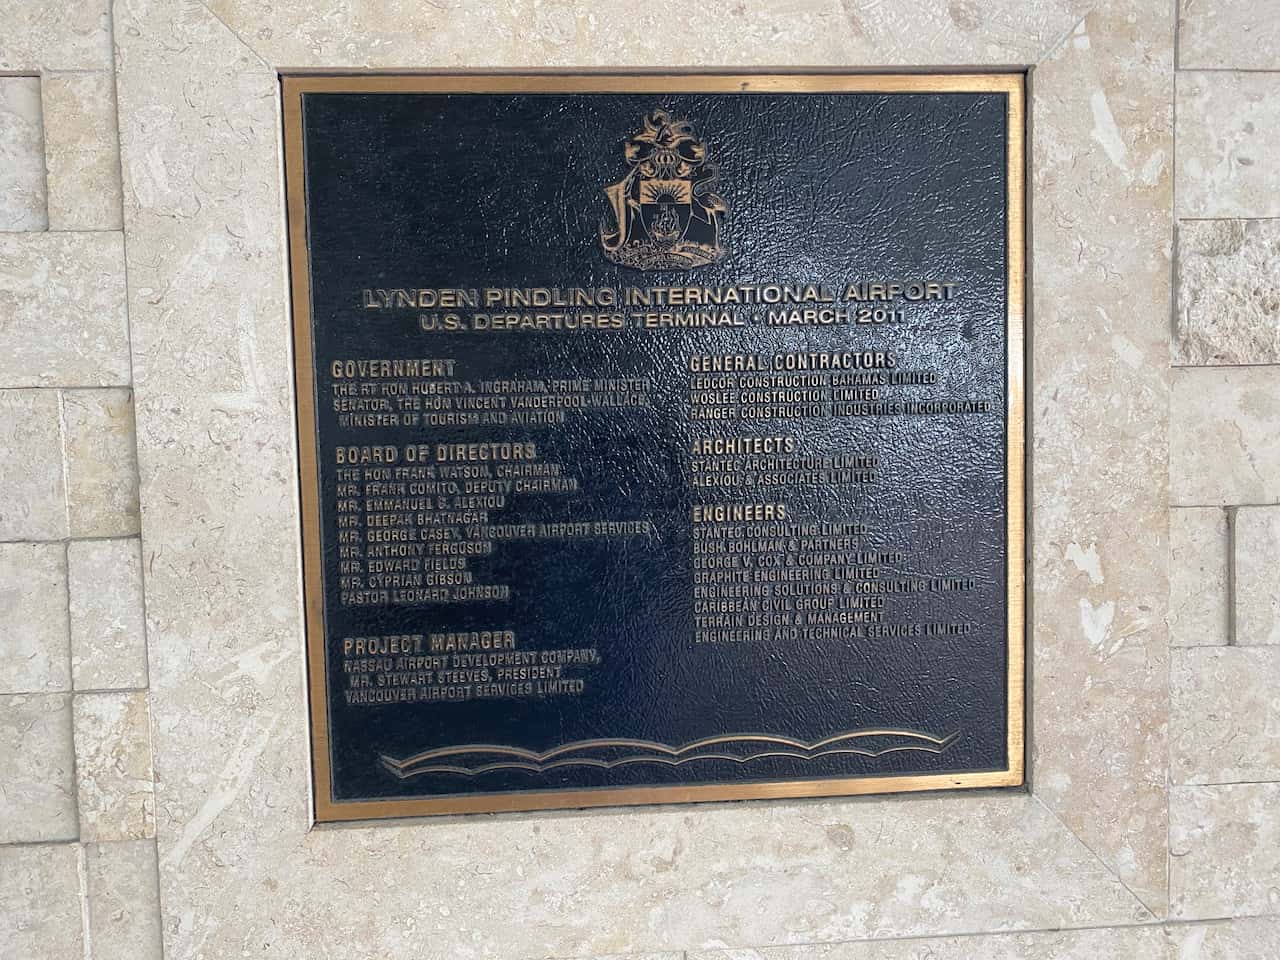 LYNDEN PINDLING INTERNATIONAL AIRPORT
U.S. DEPARTURES TERMINAL • MARCH 2011
GOVERNMENT
THE RT HON HUBERT A. INGRAHAM, PRIME MINISTER
SENATOR, THE HON VINCENT VANDERPOOL-WALLACE,
MINISTER OF TOURISM AND AVIATION
BOARD OF DIRECTORS
THE HON FRANK WATSON, CHAIRMAN
MR. FRANK COMITO, DEPUTY CHAIRMAN
MR. EMMANUEL S. ALEXIOU
MR. DEEPAK BHATNAGAR
MR. GEORGE CASEY, VANCOUVER AIRPORT SERVICES
MR. ANTHONY FERGUSON
MR. EDWARD FIELDS
MR. CYPRIAN GIBSON
PASTOR LEONARD JOHNSON
PROJECT MANAGER
NASSAU AIRPORT DEVELOPMENT COMPANY,
MR. STEWART STEEVES, PRESIDENT
VANCOUVER AIRPORT SERVICES LIMITED
GENERAL CONTRACTORS
LEDCOR CONSTRUCTION BAHAMAS LIMITED
WOSLEE CONSTRUCTION LIMITED
RANGER CONSTRUCTION INDUSTRIES INCORPORATED
ARCHITECTS
STANTEC ARCHITECTURE LIMITED
ALEXIOU & ASSOCIATES LIMITED
ENGINEERS
STANTEC CONSULTING LIMITED
BUSH BOHLMAN & PARTNERS
GEORGE V. COX & COMPANY LIMITED
GRAPHITE ENGINEERING LIMITED
ENGINEERING SOLUTIONS & CONSULTING LIMITED
CARIBBEAN CIVIL GROUP LIMITED
TERRAIN DESIGN & MANAGEMENT
ENGINEERING AND TECHNICAL SERVICES LIMITED